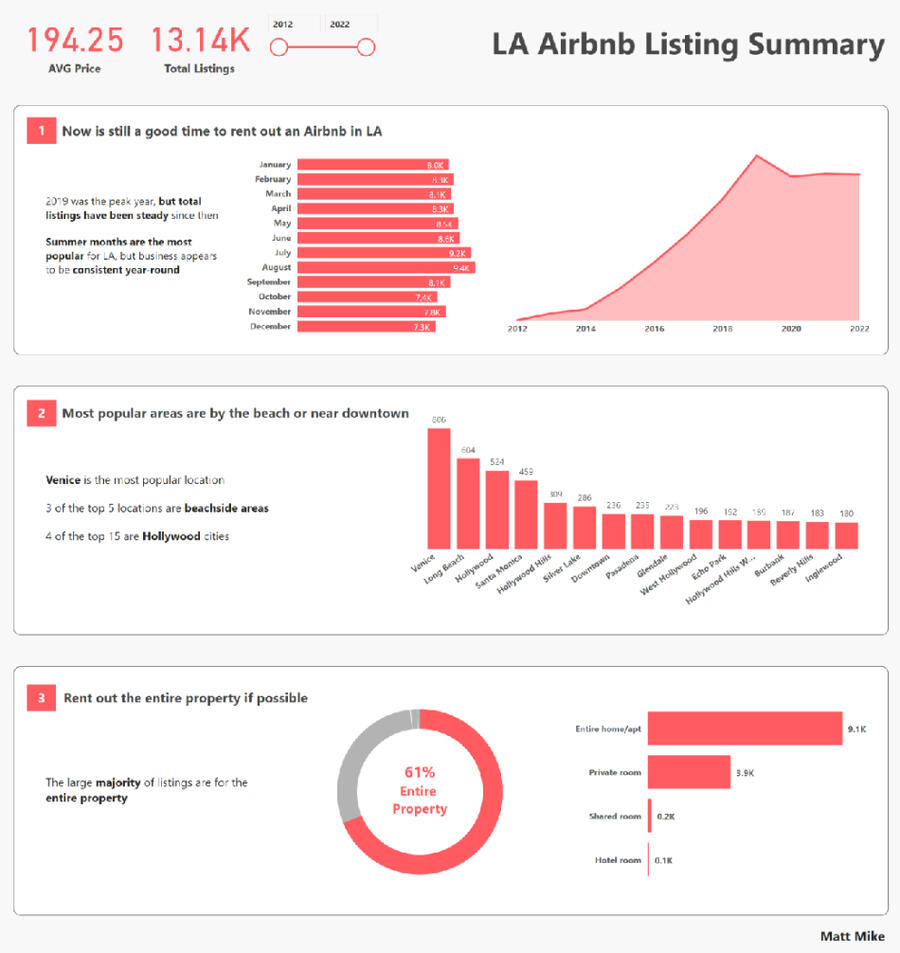 194.25
AVG Price
13.14K
Total Listings
2012
2022
LA Airbnb Listing Summary
1
Now is still a good time to rent out an Airbnb in LA
2019 was the peak year, but total
listings have been steady since then
Summer months are the most
popular for LA, but business appears
to be consistent year-round
January 8.0K
February 8.3K
March 8.1K
April 8.3K
May 8.5K
June 8.6K
July 9.2K
August 9.4K
September 8.1K
October 7.4K
November 7.8K
December 7.3K
2012 2014 2016 2018 2020 2022
2
Most popular areas are by the beach or near downtown
Venice is the most popular location
3 of the top 5 locations are beachside areas
4 of the top 15 are Hollywood cities
806 604 524 459 309 286 236 235 223 196 192 189 187 183 180
Venice
Long Beach
Hollywood
Santa Monica
Hollywood Hills
Silver Lake
Downtown
Pasadena
Glendale
West Hollywood
Echo Park
Hollywood Hills W...
Burbank
Beverly Hills
Inglewood
3
Rent out the entire property if possible
The large majority of listings are for the
entire property
61%
Entire
Property
Entire home/apt 9.1K
Private room 3.9K
Shared room 0.2K
Hotel room 0.1K
Matt Mike